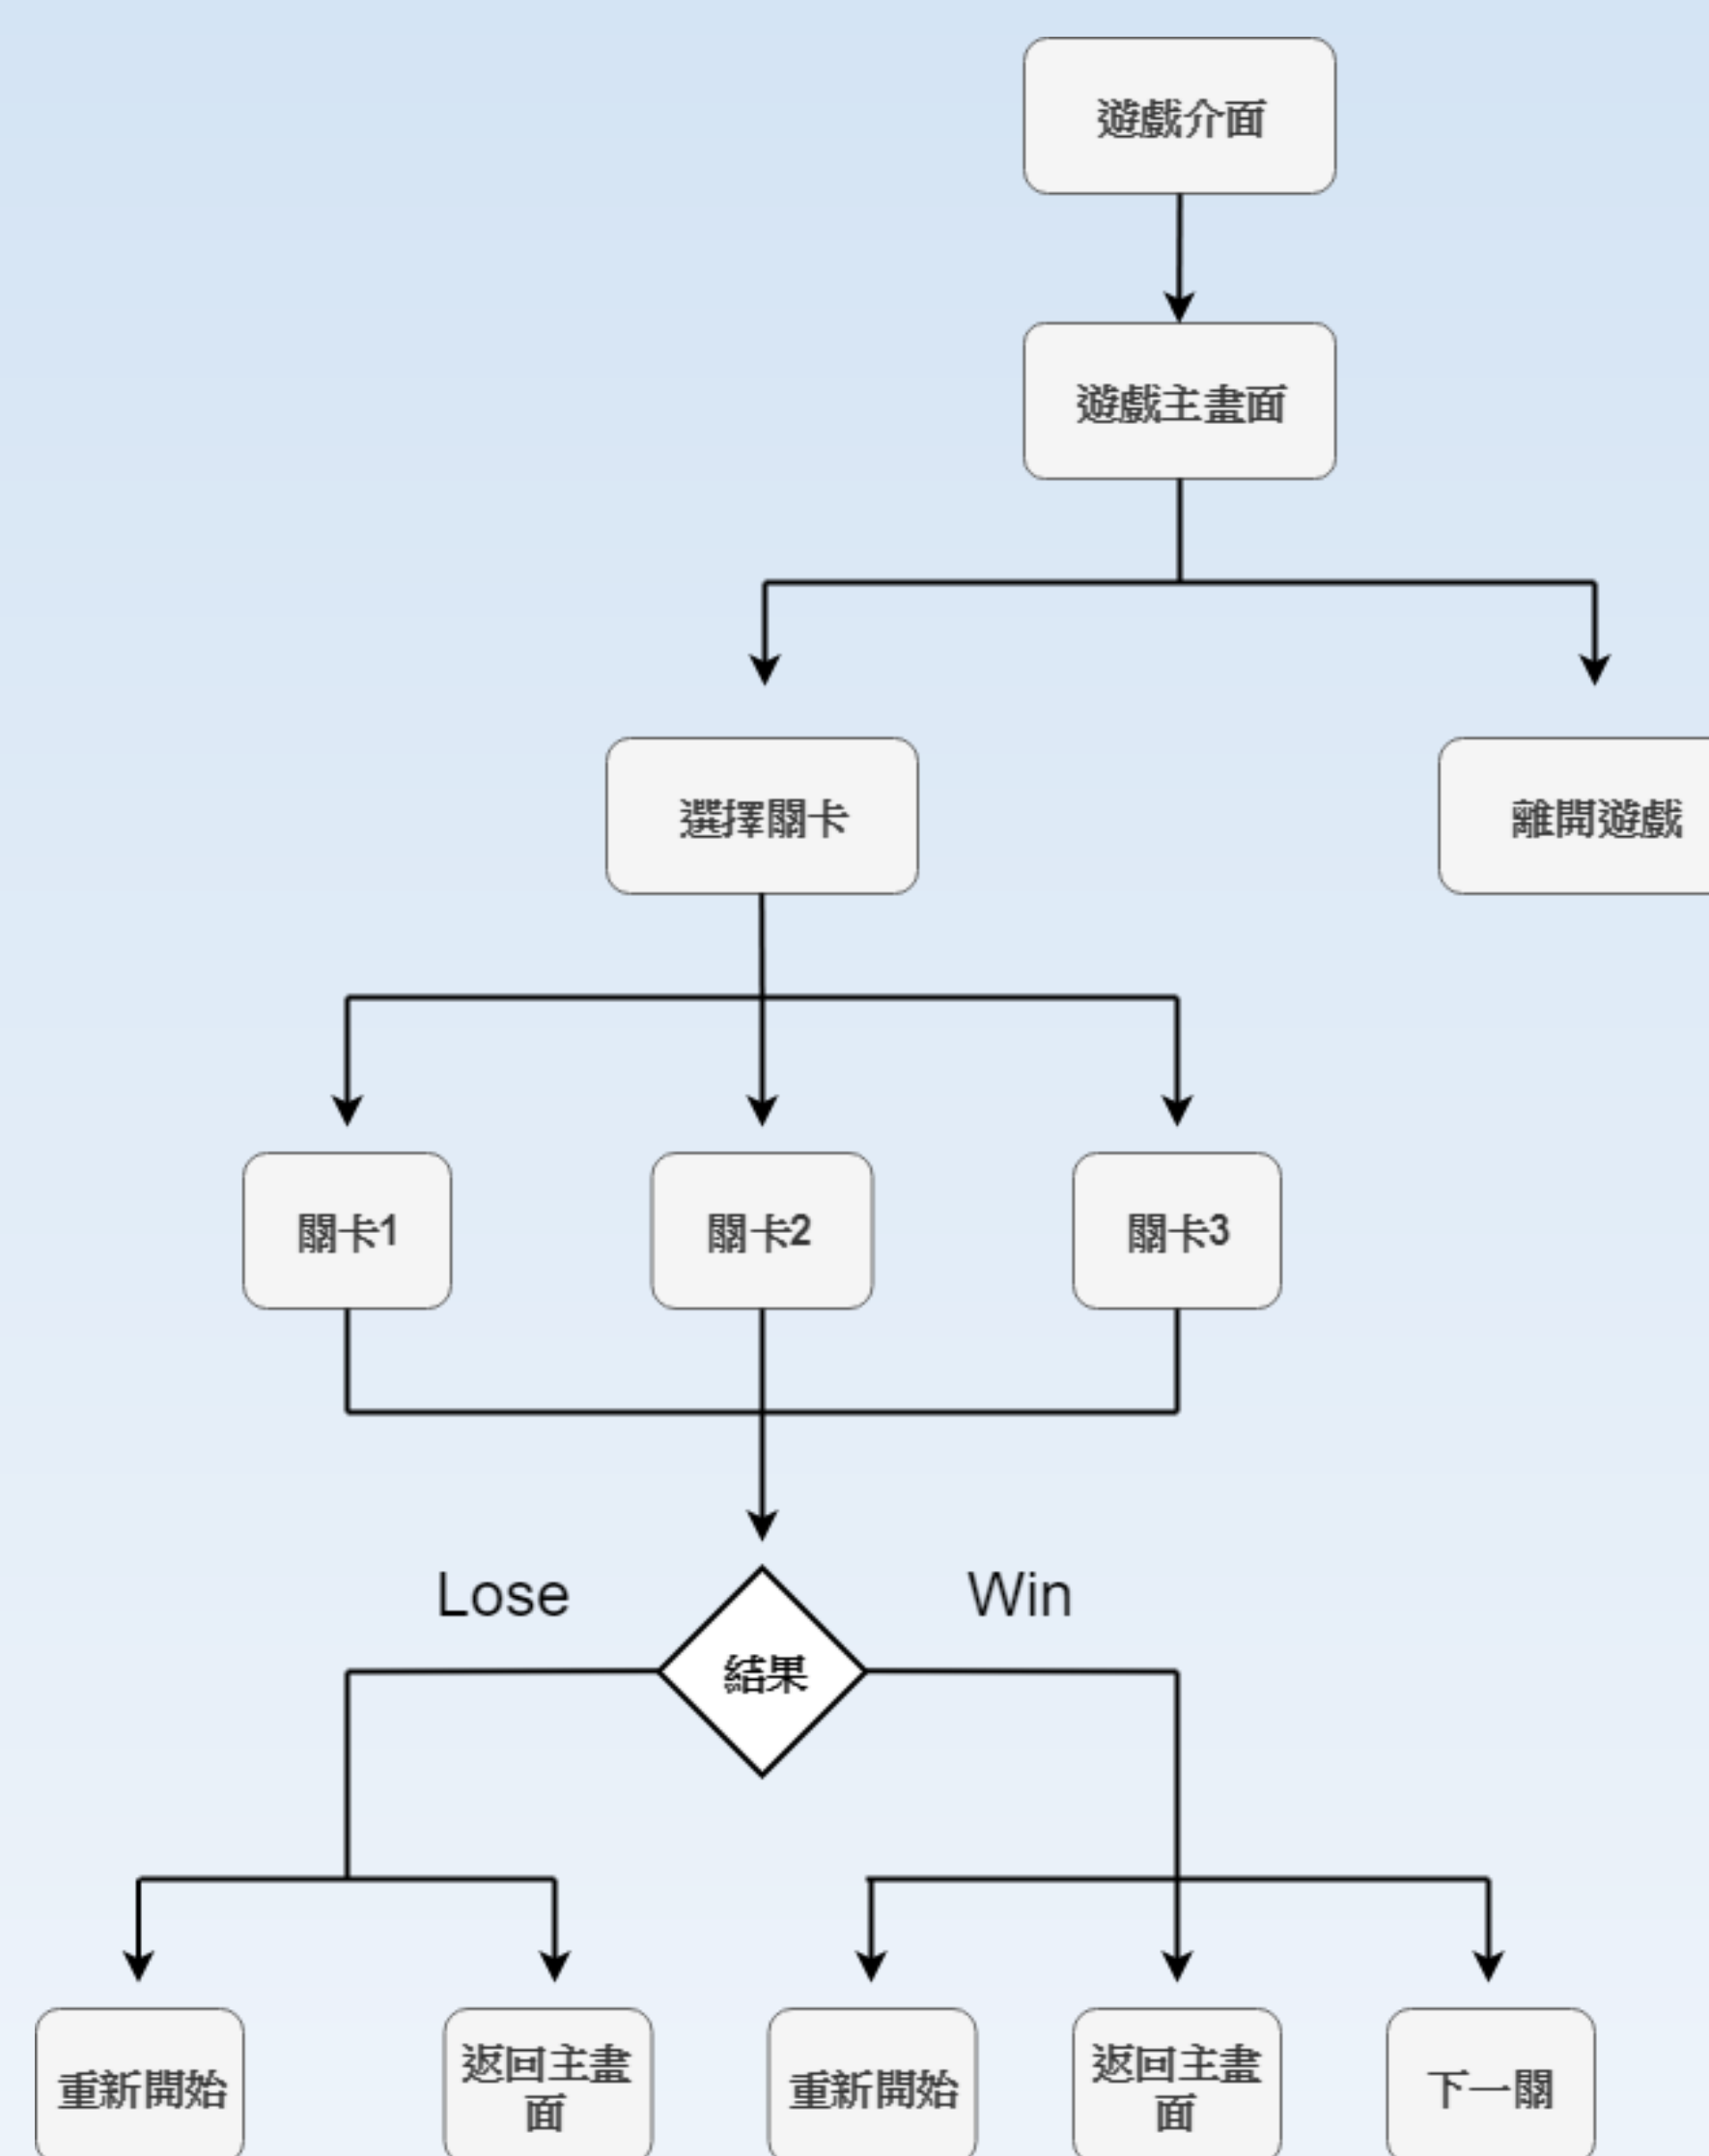 遊戲介面
遊戲主畫面
選擇關卡
離開遊戲
關卡1
關卡2
關卡3
Lose
Win
結果
重新開始
返回主畫
面
重新開始
返回主畫
面
下一關